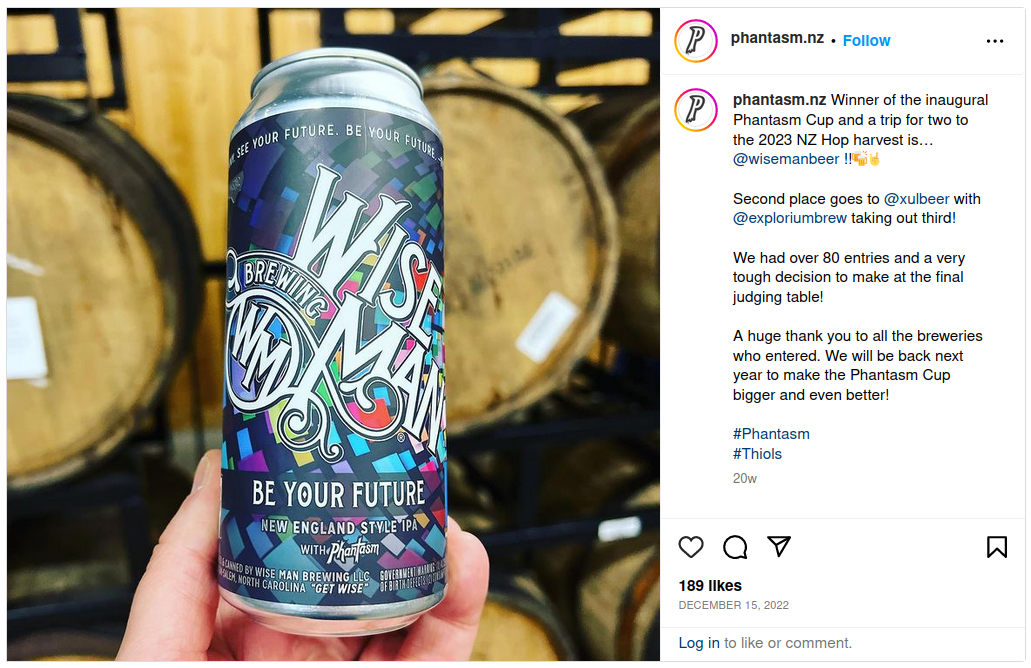 SEE YOUR FUTURE. BE YOUR FUTURE.
WISE
BREWING
WM
MAN
®
BE YOUR FUTURE
NEW ENGLAND STYLE IPA
WITH Phantasm
& CANNED BY WISE MAN BREWING LLC
SALEM, NORTH CAROLINA "GET WISE"
GOVERNMENT WARNING:
OF BIRTH DEFECTS.
phantasm.nz • Follow
phantasm.nz Winner of the inaugural
Phantasm Cup and a trip for two to
the 2023 NZ Hop harvest is…
@wisemanbeer !!🍻🤘
Second place goes to @xulbeer with
@exploriumbrew taking out third!
We had over 80 entries and a very
tough decision to make at the final
judging table!
A huge thank you to all the breweries
who entered. We will be back next
year to make the Phantasm Cup
bigger and even better!
#Phantasm
#Thiols
20w
189 likes
DECEMBER 15, 2022
Log in to like or comment.